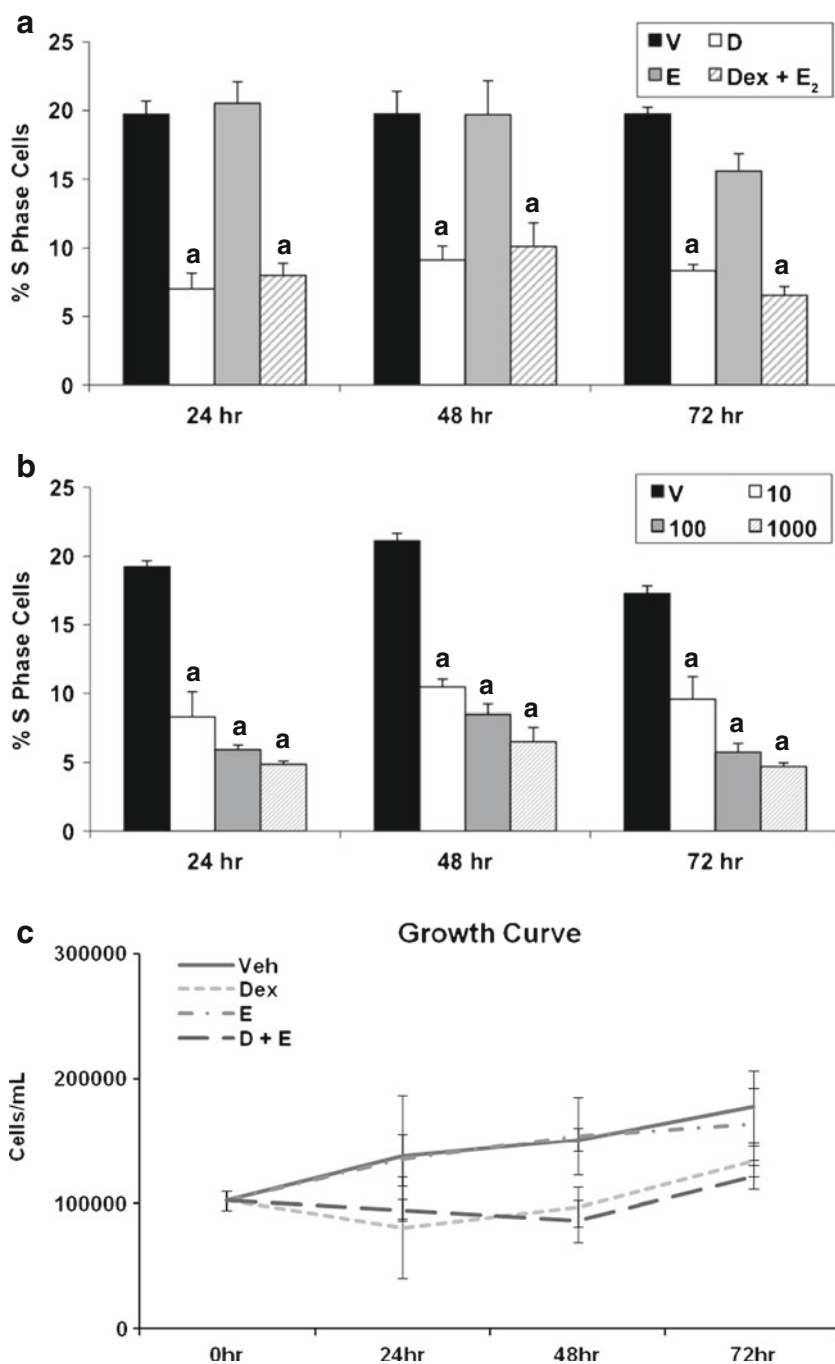 a
25
20
15
10
5
0
% S Phase Cells
V D
E Dex + E₂
a a a a a a
24 hr 48 hr 72 hr
b
25
20
15
10
5
0
% S Phase Cells
V 10
100 1000
a a a a a a a a a
24 hr 48 hr 72 hr
c
Growth Curve
300000
200000
100000
0
Cells/mL
Veh
Dex
E
D + E
0hr 24hr 48hr 72hr